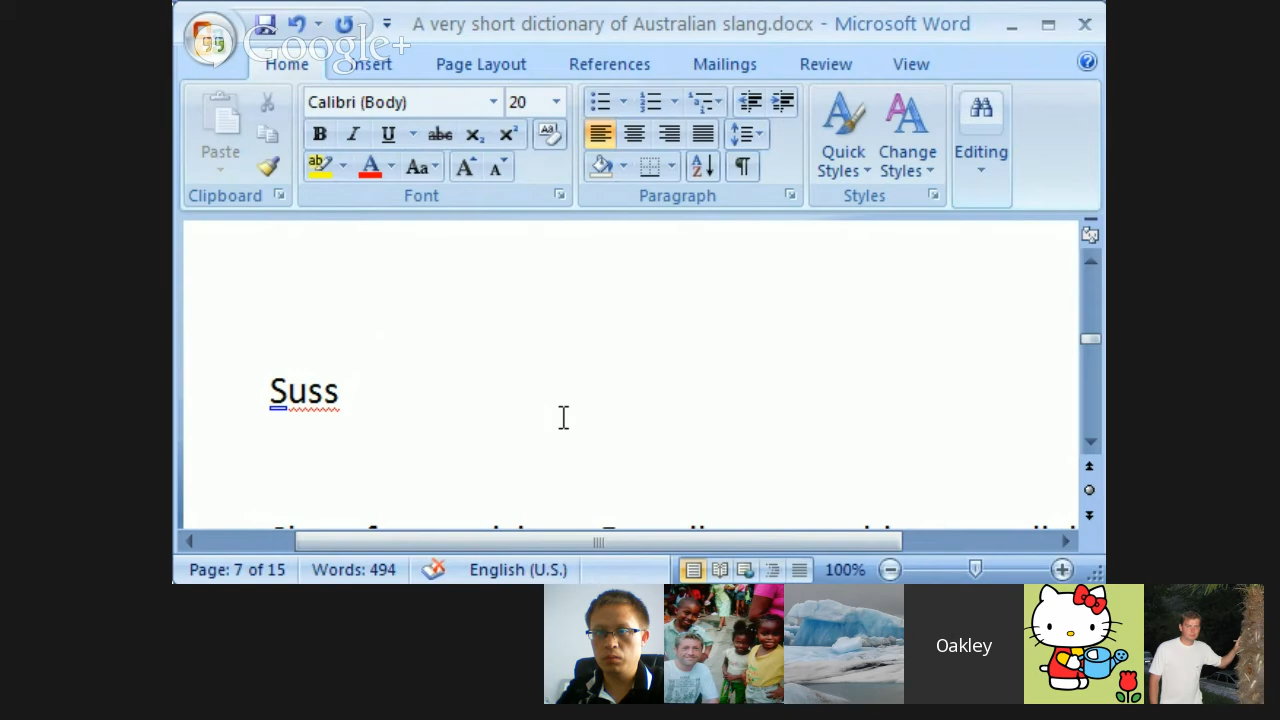 A very short dictionary of Australian slang.docx - Microsoft Word
Google+
Home Insert Page Layout References Mailings Review View
Calibri (Body) 20
Paste
Quick Styles Change Styles Editing
Clipboard Font Paragraph Styles
Suss
Page: 7 of 15 Words: 494 English (U.S.) 100%
Oakley